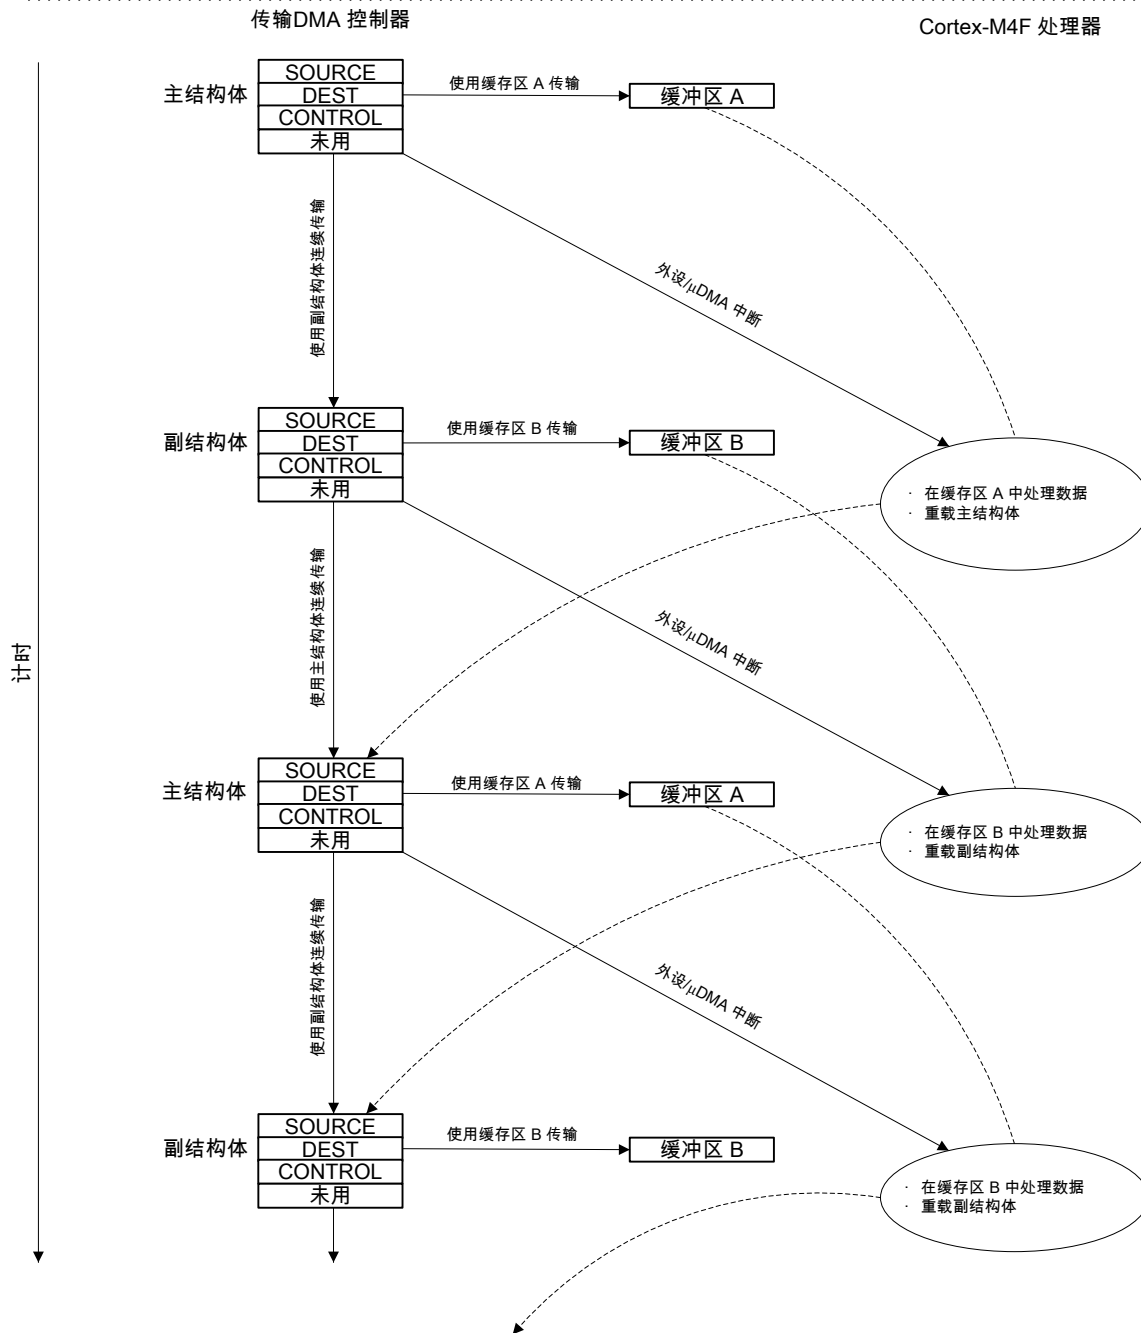 传输DMA 控制器
Cortex-M4F 处理器
主结构体
SOURCE
DEST
CONTROL
未用
使用缓存区 A 传输
缓冲区 A
使用副结构体连续传输
外设/μDMA 中断
副结构体
SOURCE
DEST
CONTROL
未用
使用缓存区 B 传输
缓冲区 B
· 在缓存区 A 中处理数据
· 重载主结构体
使用主结构体连续传输
外设/μDMA 中断
计时
主结构体
SOURCE
DEST
CONTROL
未用
使用缓存区 A 传输
缓冲区 A
· 在缓存区 B 中处理数据
· 重载副结构体
使用副结构体连续传输
外设/μDMA 中断
副结构体
SOURCE
DEST
CONTROL
未用
使用缓存区 B 传输
缓冲区 B
· 在缓存区 B 中处理数据
· 重载副结构体